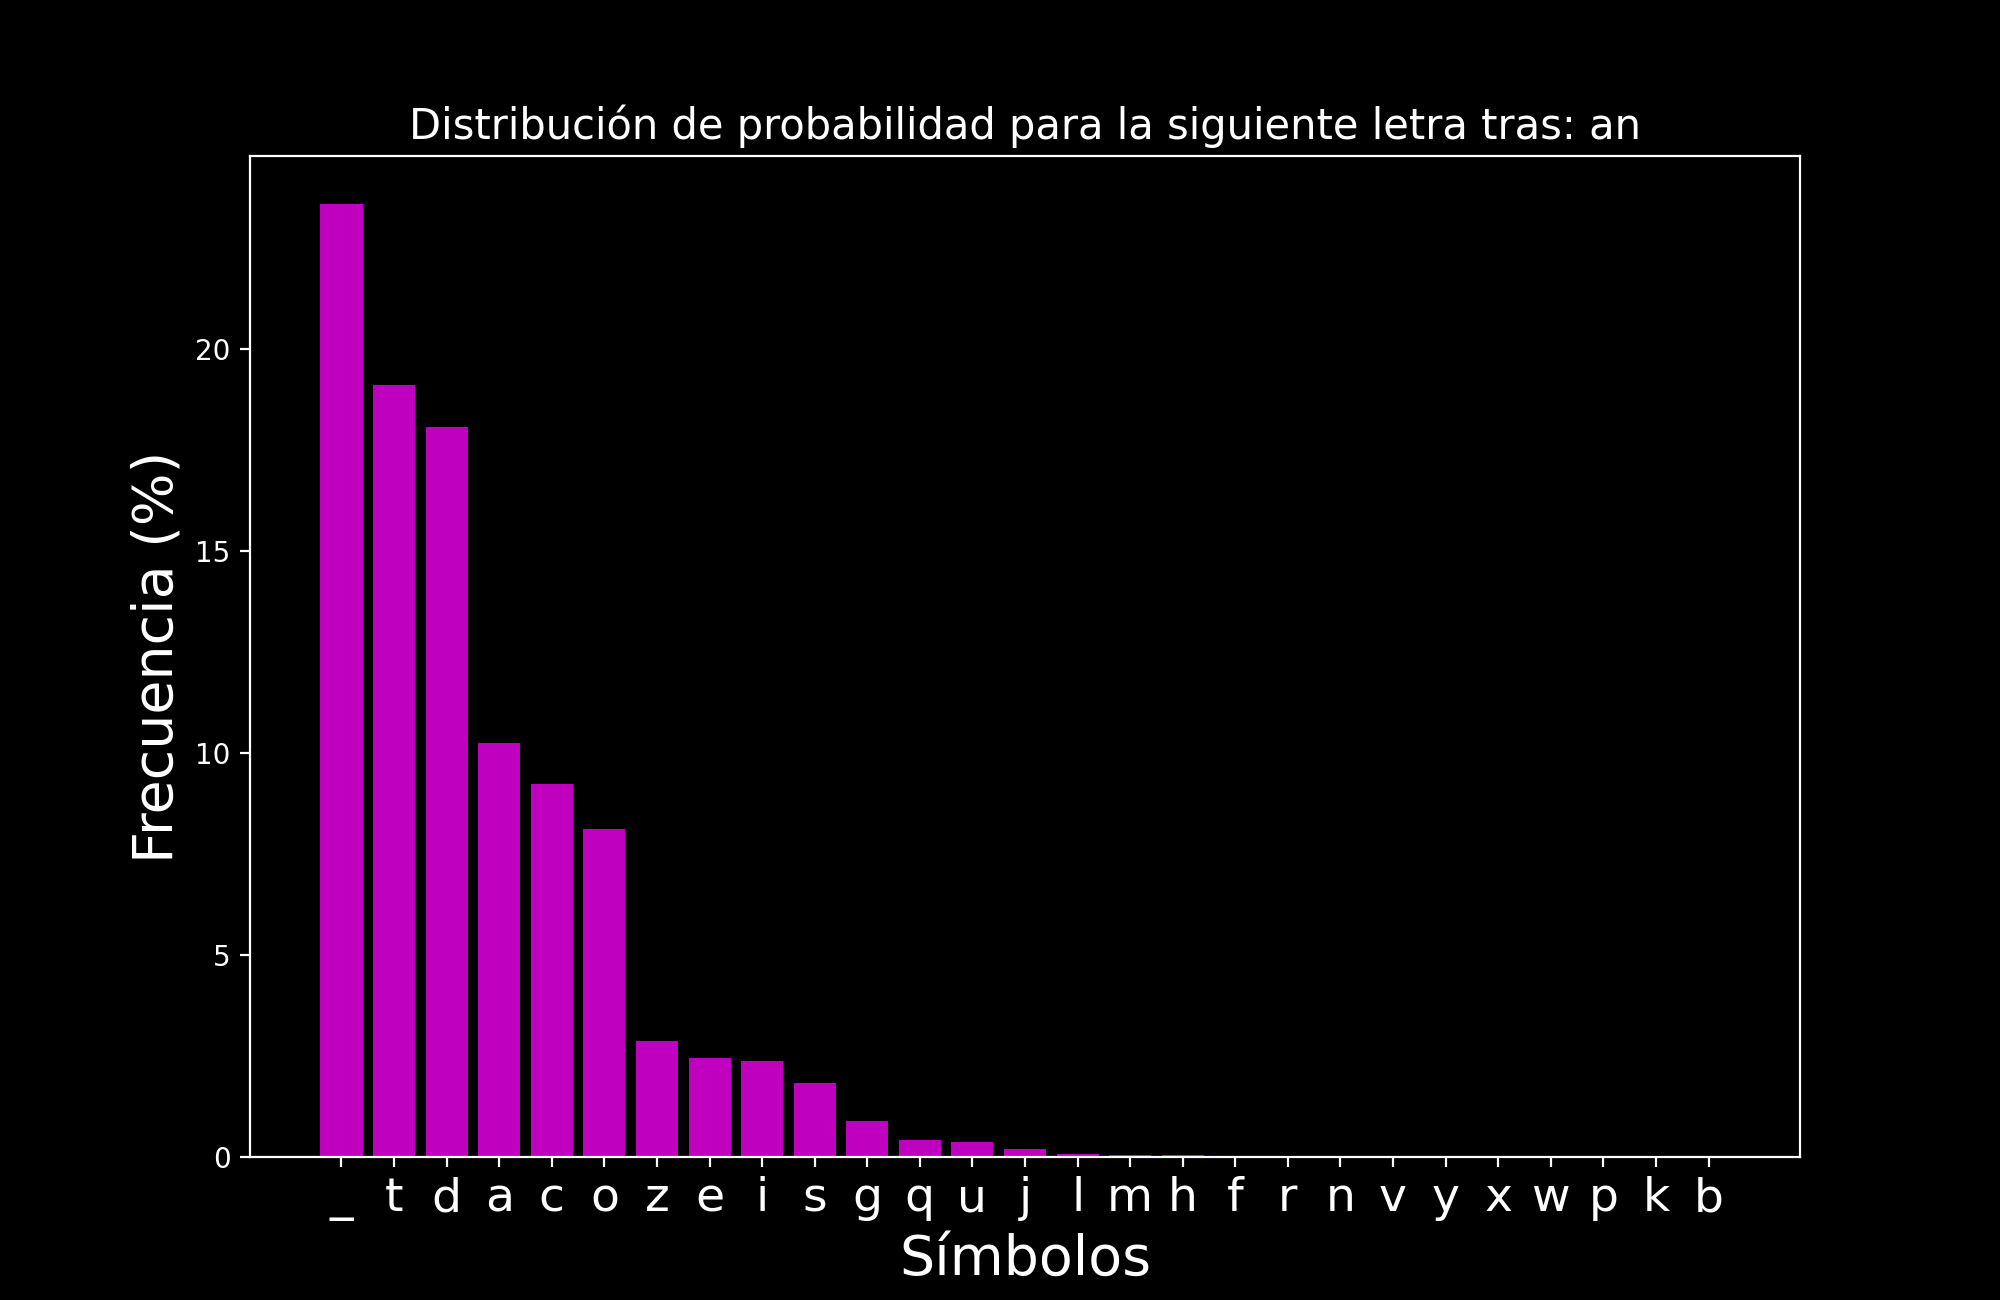 Distribución de probabilidad para la siguiente letra tras: an
Frecuencia (%)
20
15
10
5
0
_ t d a c o z e i s g q u j l m h f r n v y x w p k b
Símbolos